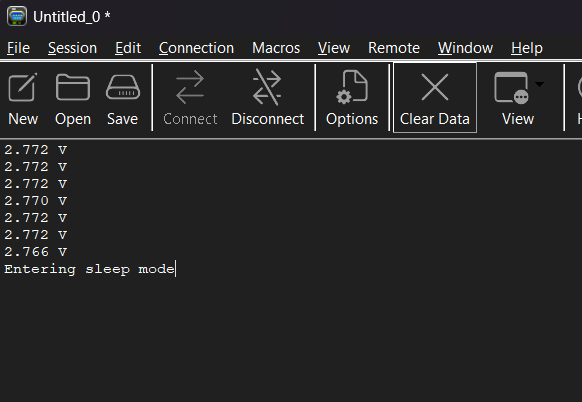 Untitled_0 *
File Session Edit Connection Macros View Remote Window Help
New Open Save Connect Disconnect Options Clear Data View
2.772 V
2.772 V
2.772 V
2.770 V
2.772 V
2.772 V
2.766 V
Entering sleep mode